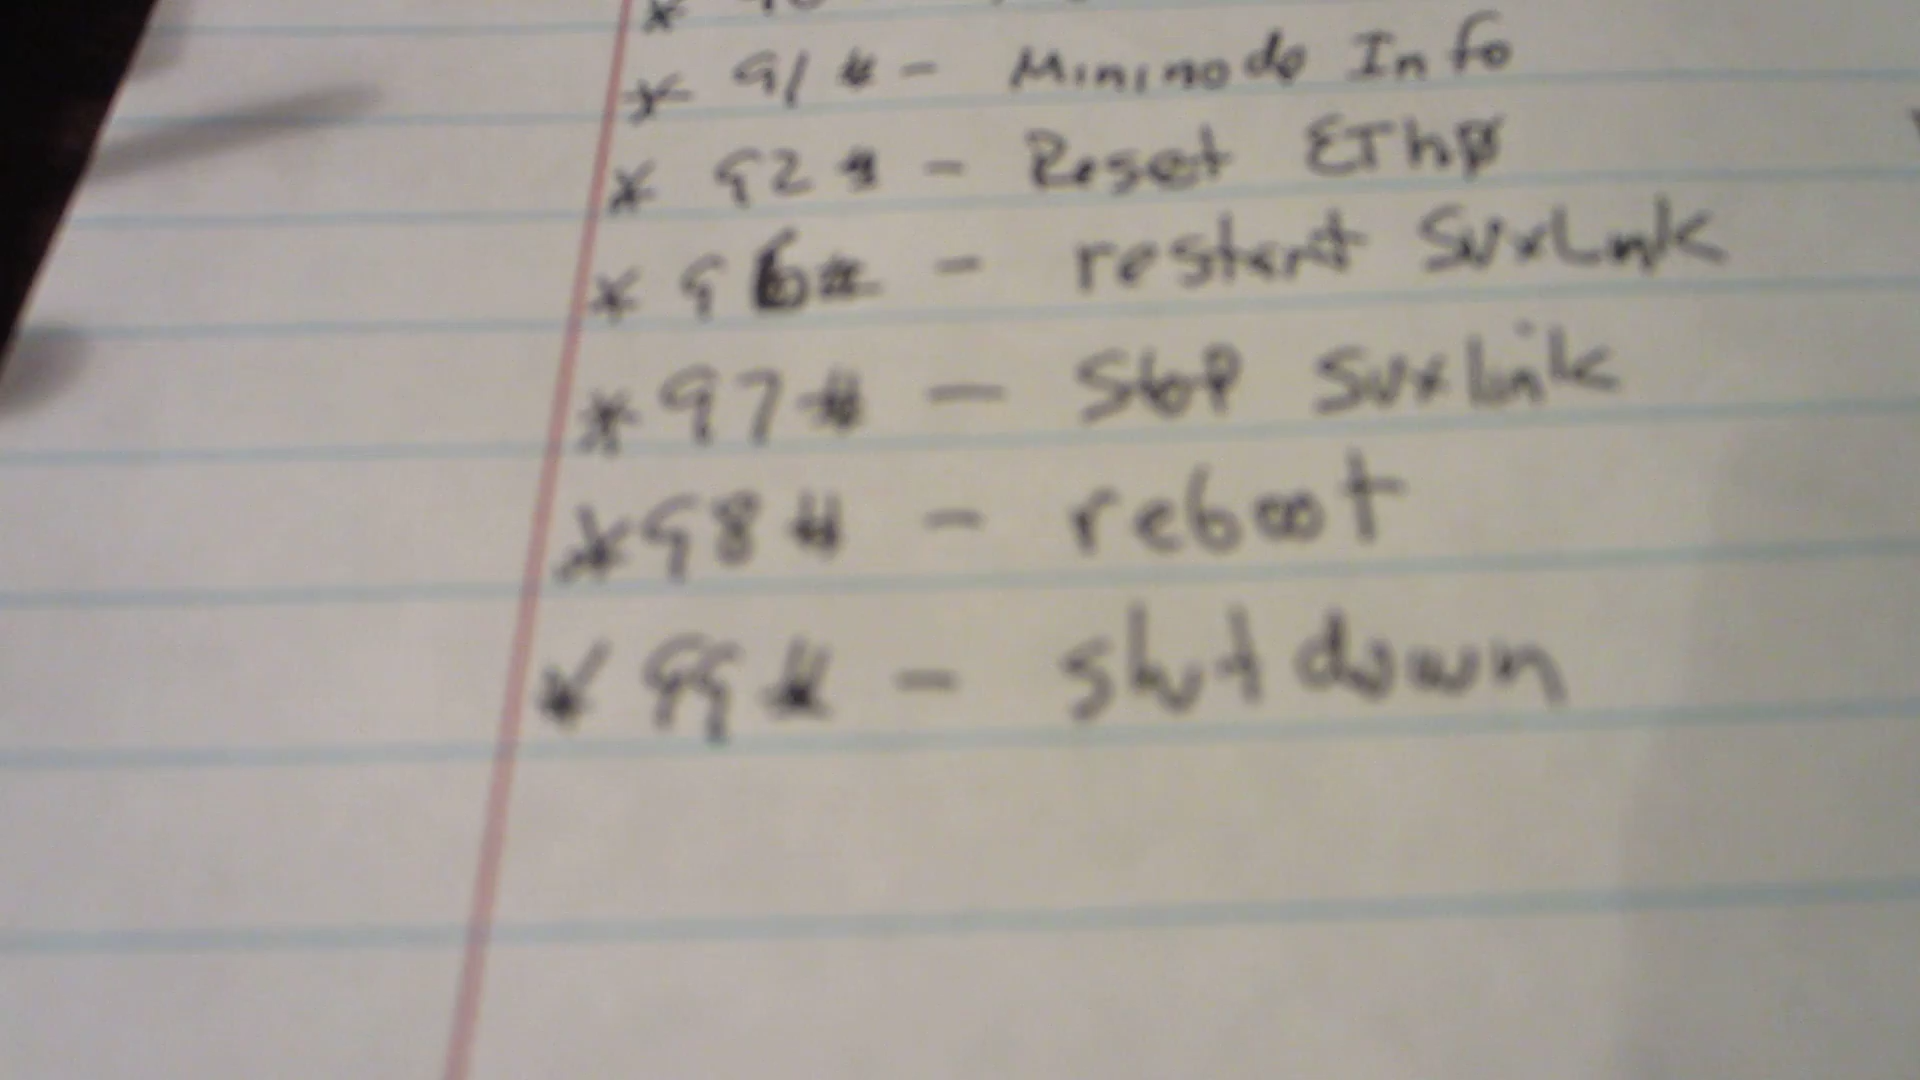 * 91# - Mininode Info
* 92# - Reset ETh0
* 96# - restart SvxLink
* 97# - Stop Svxlink
* 98# - reboot
* 99# - shutdown